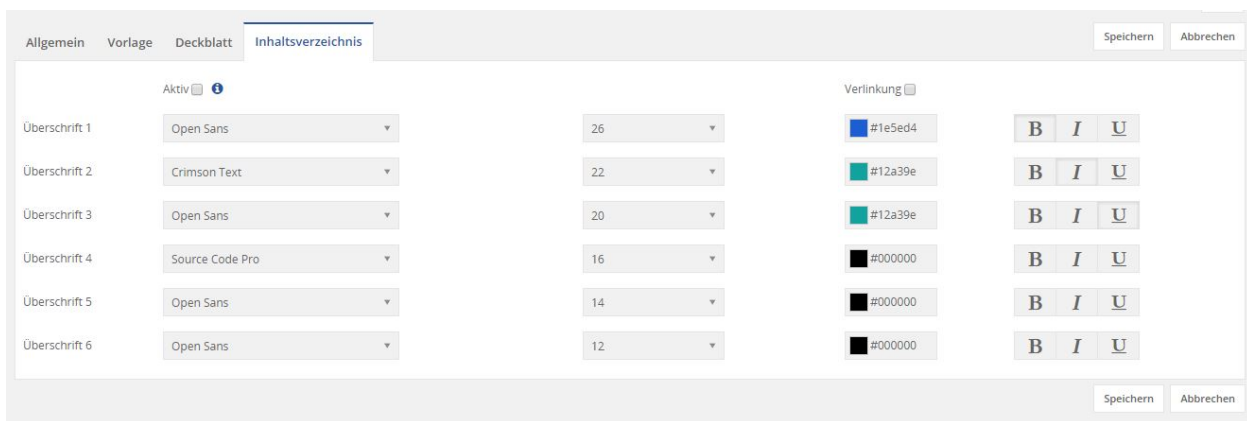 Allgemein Vorlage Deckblatt Inhaltsverzeichnis Speichern Abbrechen
Aktiv Verlinkung
Überschrift 1 Open Sans 26 #1e5ed4 B I U
Überschrift 2 Crimson Text 22 #12a39e B I U
Überschrift 3 Open Sans 20 #12a39e B I U
Überschrift 4 Source Code Pro 16 #000000 B I U
Überschrift 5 Open Sans 14 #000000 B I U
Überschrift 6 Open Sans 12 #000000 B I U
Speichern Abbrechen